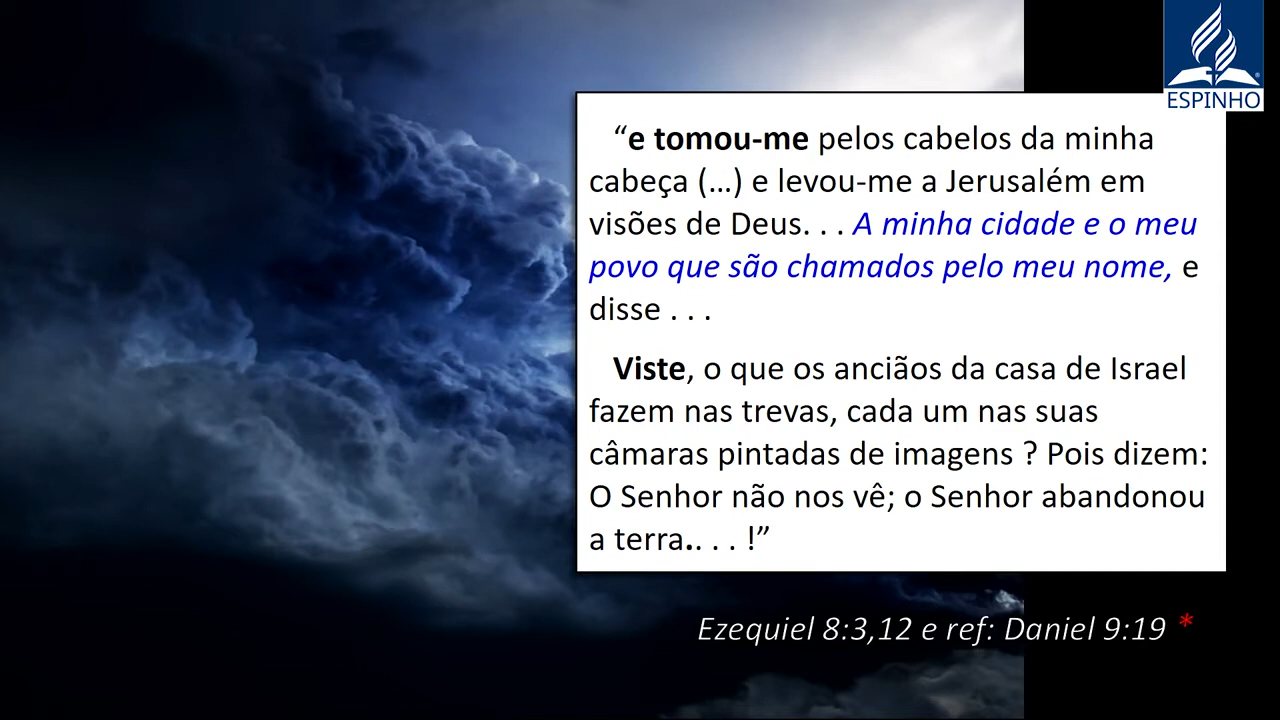 ESPINHO
“e tomou-me pelos cabelos da minha
cabeça (…) e levou-me a Jerusalém em
visões de Deus. . . A minha cidade e o meu
povo que são chamados pelo meu nome, e
disse . . .
Viste, o que os anciãos da casa de Israel
fazem nas trevas, cada um nas suas
câmaras pintadas de imagens ? Pois dizem:
O Senhor não nos vê; o Senhor abandonou
a terra.. . . !”
Ezequiel 8:3,12 e ref: Daniel 9:19 *